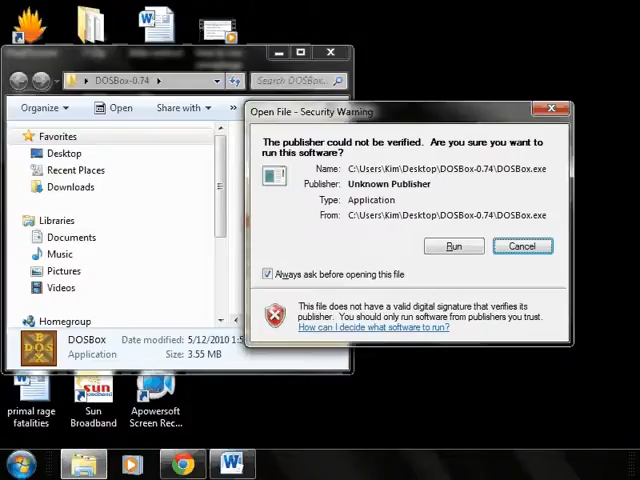 DOSBox-0.74
Search DOSBox...
Organize
Open
Share with
»
Favorites
Desktop
Recent Places
Downloads
Libraries
Documents
Music
Pictures
Videos
Homegroup
DOSBox Date modified: 5/12/2010 1:5
Application Size: 3.55 MB
Open File - Security Warning
The publisher could not be verified. Are you sure you want to
run this software?
Name: C:\Users\Kim\Desktop\DOSBox-0.74\DOSBox.exe
Publisher: Unknown Publisher
Type: Application
From: C:\Users\Kim\Desktop\DOSBox-0.74\DOSBox.exe
Run
Cancel
Always ask before opening this file
This file does not have a valid digital signature that verifies its
publisher. You should only run software from publishers you trust.
How can I decide what software to run?
primal rage
fatalities
Sun
Broadband
Apowersoft
Screen Rec...